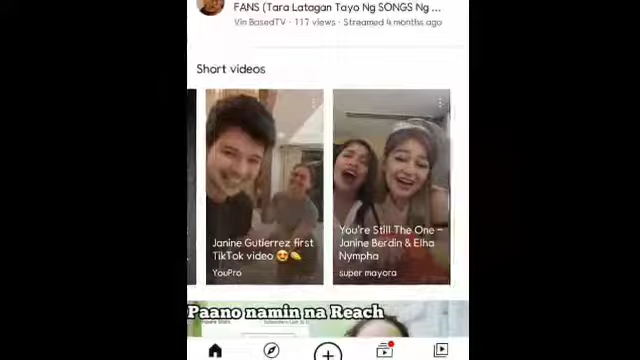 FANS (Tara Latagan Tayo Ng SONGS Ng ...
Vin BasedTV · 117 views · Streamed 4 months ago
Short videos
Janine Gutierrez first
TikTok video 😍
YouPro
You're Still The One -
Janine Berdin & Elha
Nympha
super mayora
Paano namin na Reach